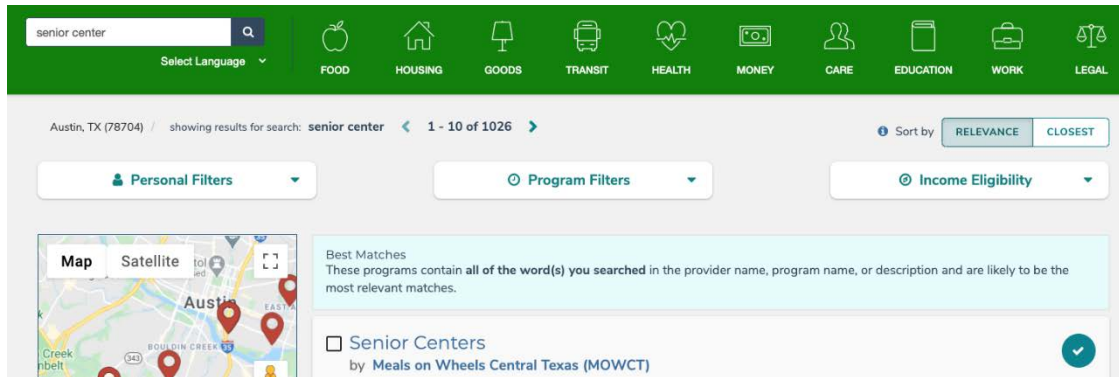 senior center
Select Language
FOOD
HOUSING
GOODS
TRANSIT
HEALTH
MONEY
CARE
EDUCATION
WORK
LEGAL
Austin, TX (78704) / showing results for search: senior center 1 - 10 of 1026
Sort by RELEVANCE CLOSEST
Personal Filters
Program Filters
Income Eligibility
Map Satellite
Austin
EAST A
BOULDIN CREEK
343
Creek
Best Matches
These programs contain all of the word(s) you searched in the provider name, program name, or description and are likely to be the
most relevant matches.
Senior Centers
by Meals on Wheels Central Texas (MOWCT)